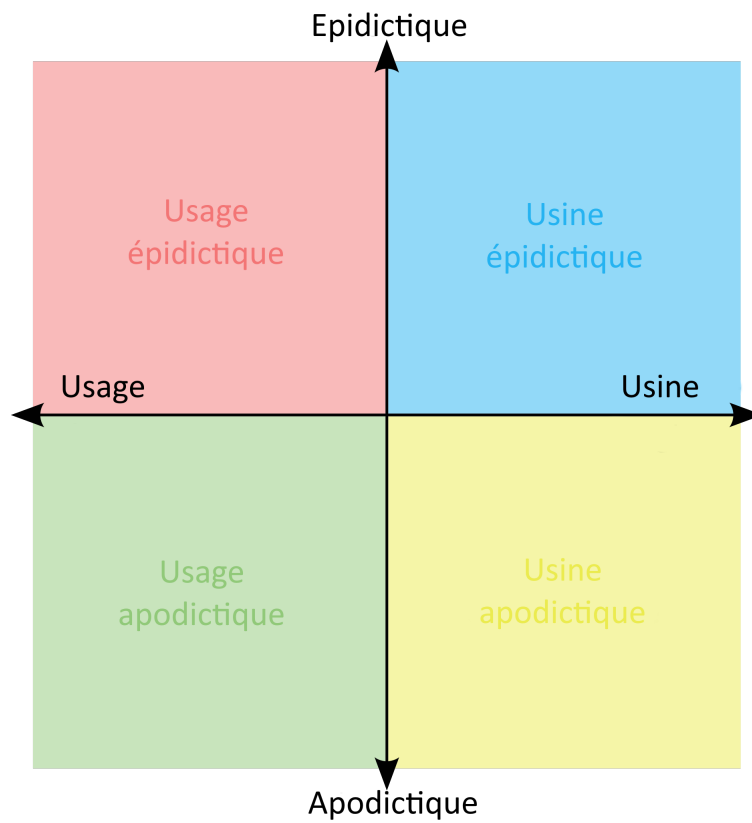 Epidictique
Usage
épidictique
Usine
épidictique
Usage
Usine
Usage
apodictique
Usine
apodictique
Apodictique